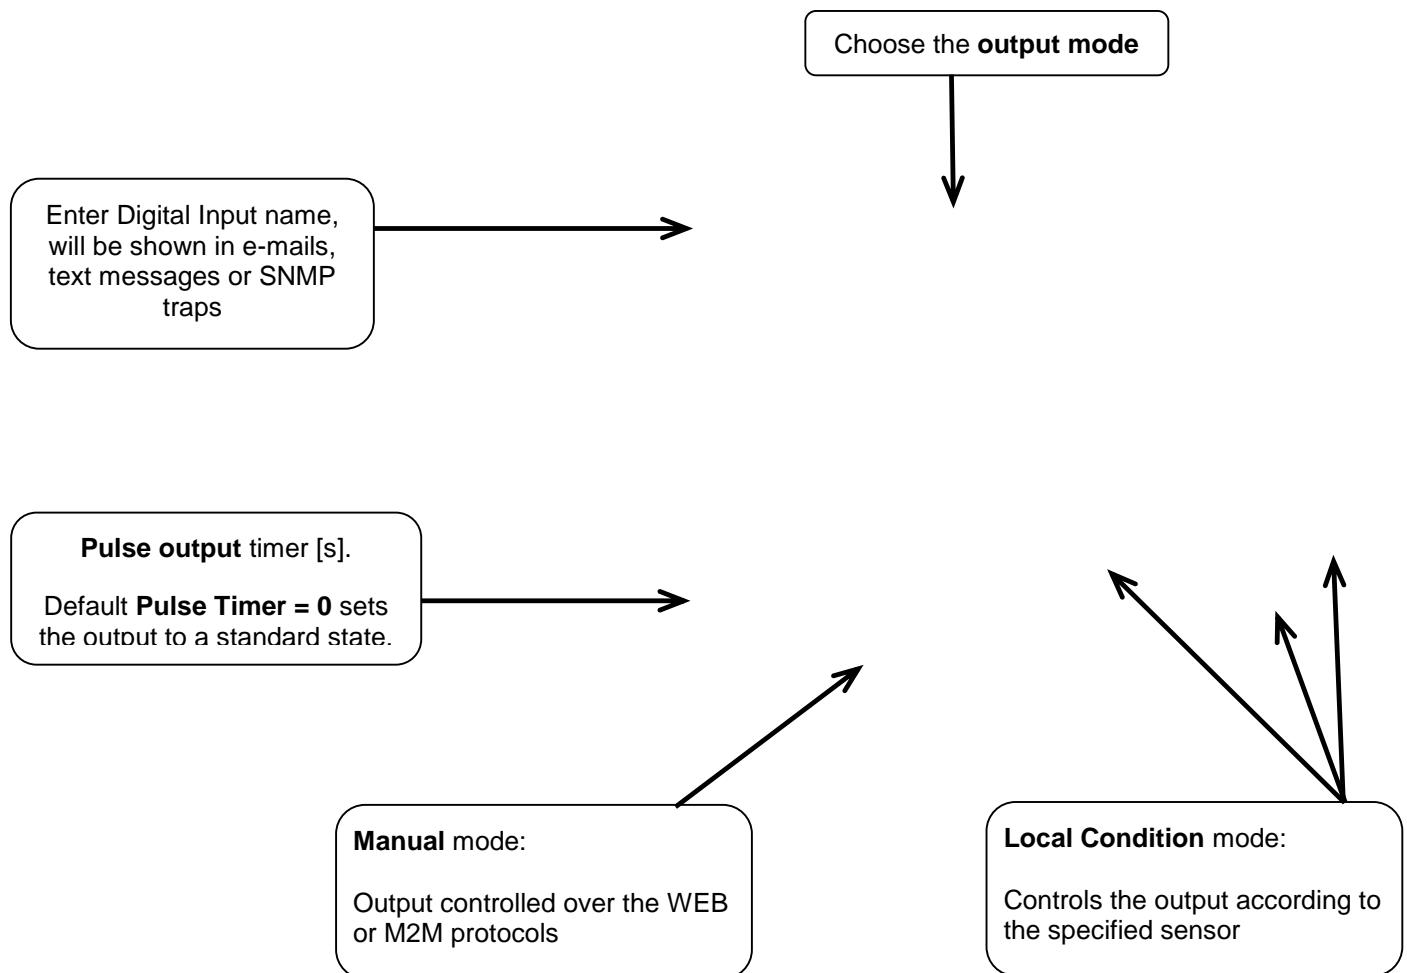 Choose the output mode
Enter Digital Input name,
will be shown in e-mails,
text messages or SNMP
traps
Pulse output timer [s].
Default Pulse Timer = 0 sets
the output to a standard state.
Manual mode:
Output controlled over the WEB
or M2M protocols
Local Condition mode:
Controls the output according to
the specified sensor